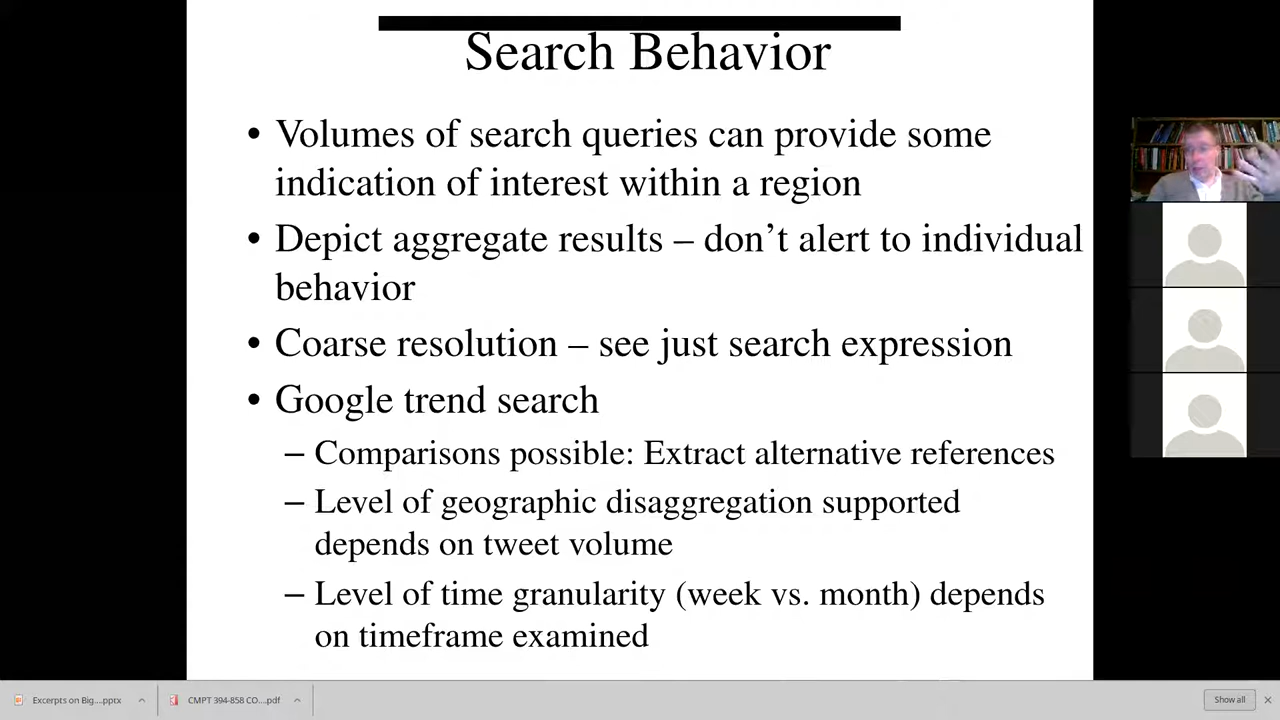 Search Behavior
• Volumes of search queries can provide some
indication of interest within a region
• Depict aggregate results – don’t alert to individual
behavior
• Coarse resolution – see just search expression
• Google trend search
– Comparisons possible: Extract alternative references
– Level of geographic disaggregation supported
depends on tweet volume
– Level of time granularity (week vs. month) depends
on timeframe examined
Excerpts on Big....pptx
CMPT 394-858 CO....pdf
Show all